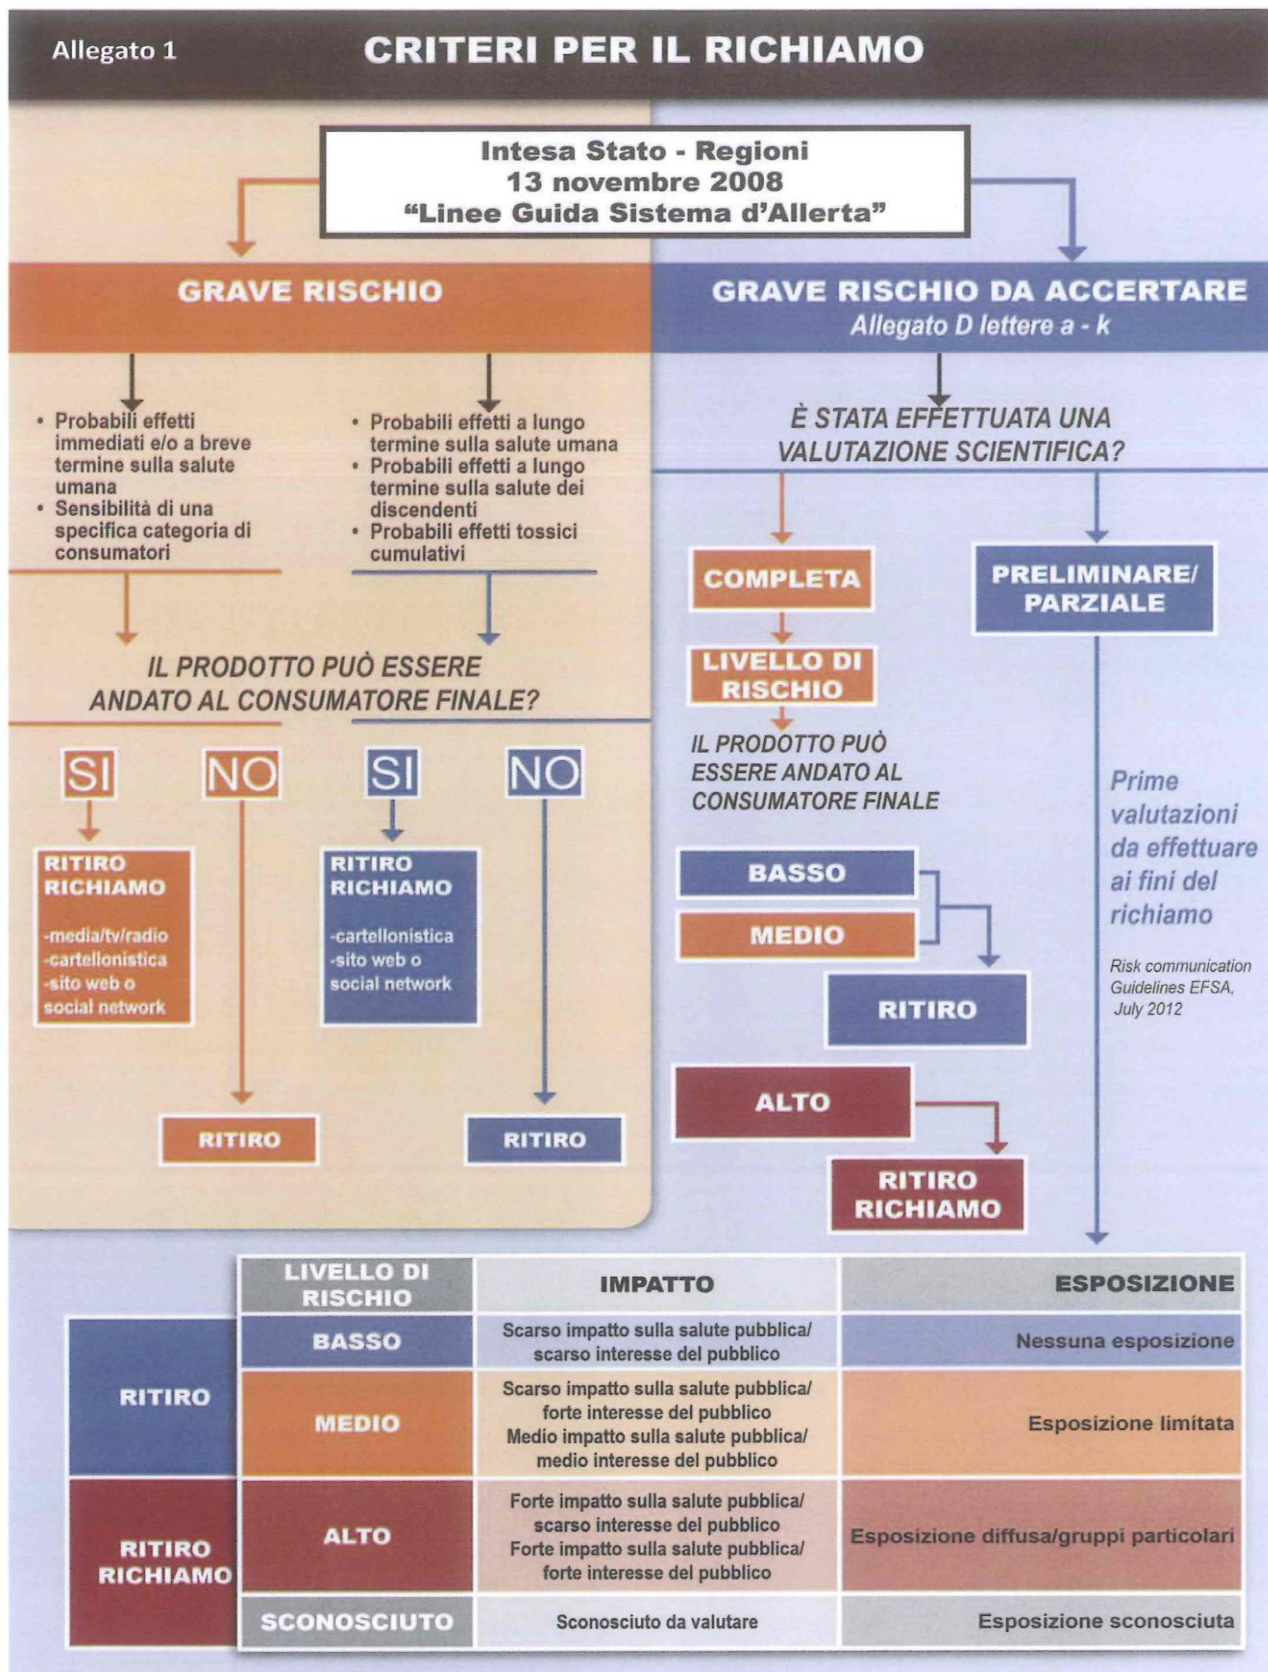 Allegato 1
CRITERI PER IL RICHIAMO
Intesa Stato - Regioni
13 novembre 2008
“Linee Guida Sistema d’Allerta”
GRAVE RISCHIO
• Probabili effetti
immediati e/o a breve
termine sulla salute
umana
• Sensibilità di una
specifica categoria di
consumatori
• Probabili effetti a lungo
termine sulla salute umana
• Probabili effetti a lungo
termine sulla salute dei
discendenti
• Probabili effetti tossici
cumulativi
IL PRODOTTO PUÒ ESSERE
ANDATO AL CONSUMATORE FINALE?
SI
NO
SI
NO
RITIRO
RICHIAMO
-media/tv/radio
-cartellonistica
-sito web o
social network
RITIRO
RICHIAMO
-cartellonistica
-sito web o
social network
RITIRO
RITIRO
GRAVE RISCHIO DA ACCERTARE
Allegato D lettere a - k
È STATA EFFETTUATA UNA
VALUTAZIONE SCIENTIFICA?
COMPLETA
PRELIMINARE/
PARZIALE
LIVELLO DI
RISCHIO
IL PRODOTTO PUÒ
ESSERE ANDATO AL
CONSUMATORE FINALE
BASSO
MEDIO
RITIRO
ALTO
RITIRO
RICHIAMO
Prime
valutazioni
da effettuare
ai fini del
richiamo
Risk communication
Guidelines EFSA,
July 2012
LIVELLO DI
RISCHIO
IMPATTO
ESPOSIZIONE
RITIRO
BASSO
Scarso impatto sulla salute pubblica/
scarso interesse del pubblico
Nessuna esposizione
MEDIO
Scarso impatto sulla salute pubblica/
forte interesse del pubblico
Medio impatto sulla salute pubblica/
medio interesse del pubblico
Esposizione limitata
RITIRO
RICHIAMO
ALTO
Forte impatto sulla salute pubblica/
scarso interesse del pubblico
Forte impatto sulla salute pubblica/
forte interesse del pubblico
Esposizione diffusa/gruppi particolari
SCONOSCIUTO
Sconosciuto da valutare
Esposizione sconosciuta